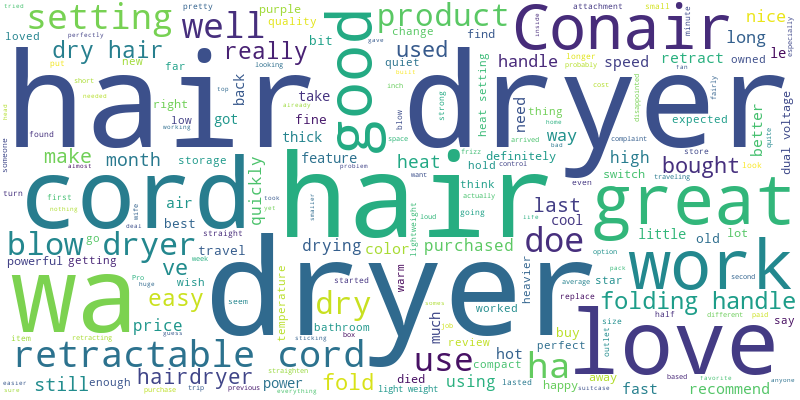 tried
pretty
purple
attachment
small
minute
setting
well
good
product
Conair
nice
loved
perfectly
quality
change
gave
find
inside
especially
dry hair
really
bit
used
handle
long
put
new
far
quiet
looking
speed
retract
owned
le
hair dryer
short
needed
right
back
take
inch
blow
strong
heat setting
need
thing
cost
fan
disappointed
fairly
better
dual voltage
top
already
built
expected
head
low
got
fine
space
arrived
home
way
probably
longer
found
working
thick
frizz
complaint
store
quite
someone
almost
make
month
storage
feature
heat
hold
definitely
high
bought
bad
traveling
cord
hair
great
turn
air
quickly
problem
want
control
switch
even
look
first
nothing
best
took
yet
think
actually
last
cool
little
old
lot
deal
wife
straight
smaller
lightweight
loud
going
life
blow dryer
go
travel
drying
color
purchased
doe
work
powerful
getting
ve
wish
week
warm
started
heavier
star
option
pack
second
wa
dryer
love
Pro
huge
seem
temperature
average
replace
folding handle
easy
dry
much
worked
item
price
guess
bathroom
comma
job
buy
size
half
different
paid
say
retracting
sticking
box
review
perfect
outlet
retractable cord
use
hot
ha
still
enough
hairdryer
straighten
died
compact
away
based
favorite
anyone
easier
sure
purchase
trip
previous
power
everything
fold
light weight
using
lasted
happy
suitcase
fast
recommend